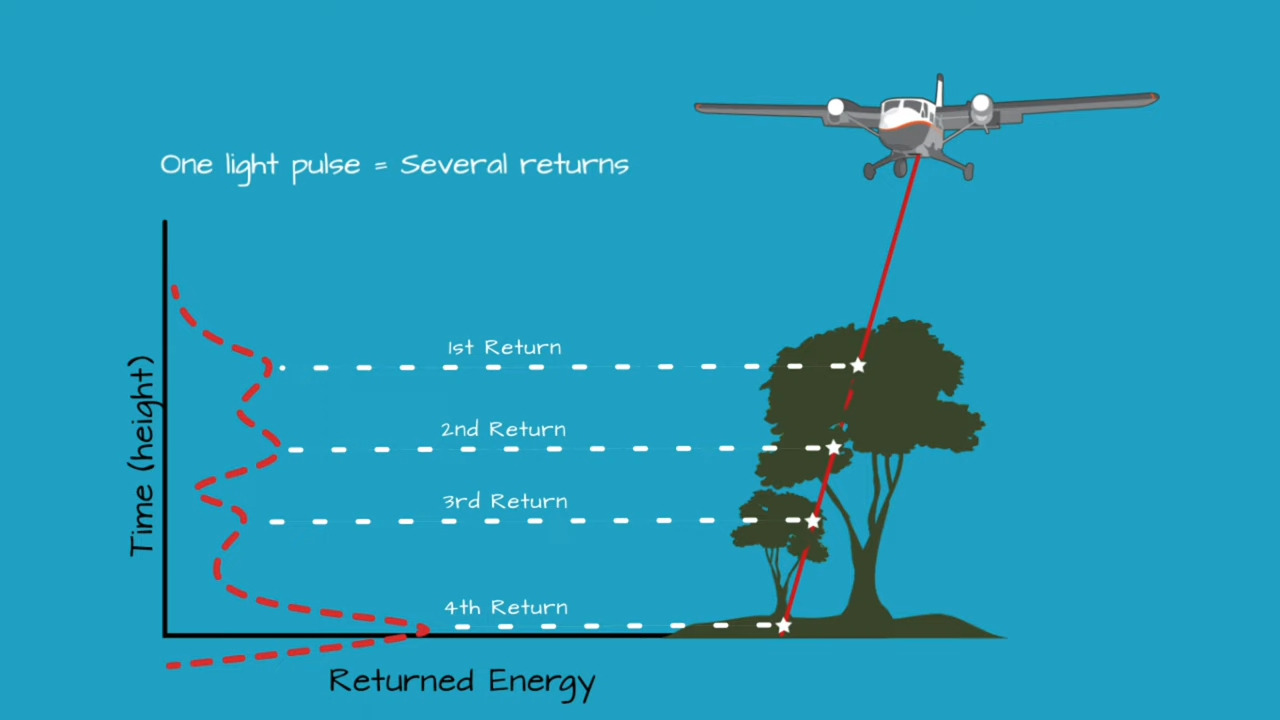 One light pulse = Several returns
1st Return
2nd Return
3rd Return
4th Return
Time (height)
Returned Energy